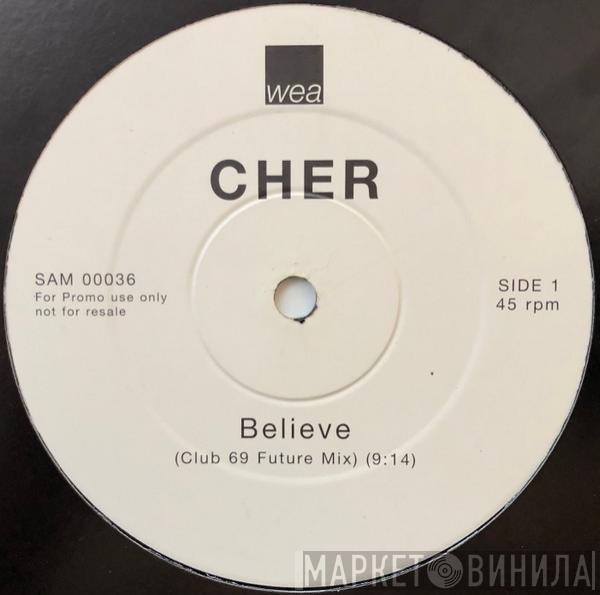 wea
CHER
SAM 00036
For Promo use only
not for resale
SIDE 1
45 rpm
Believe
(Club 69 Future Mix) (9:14)
МАРКЕТ ВИНИЛА